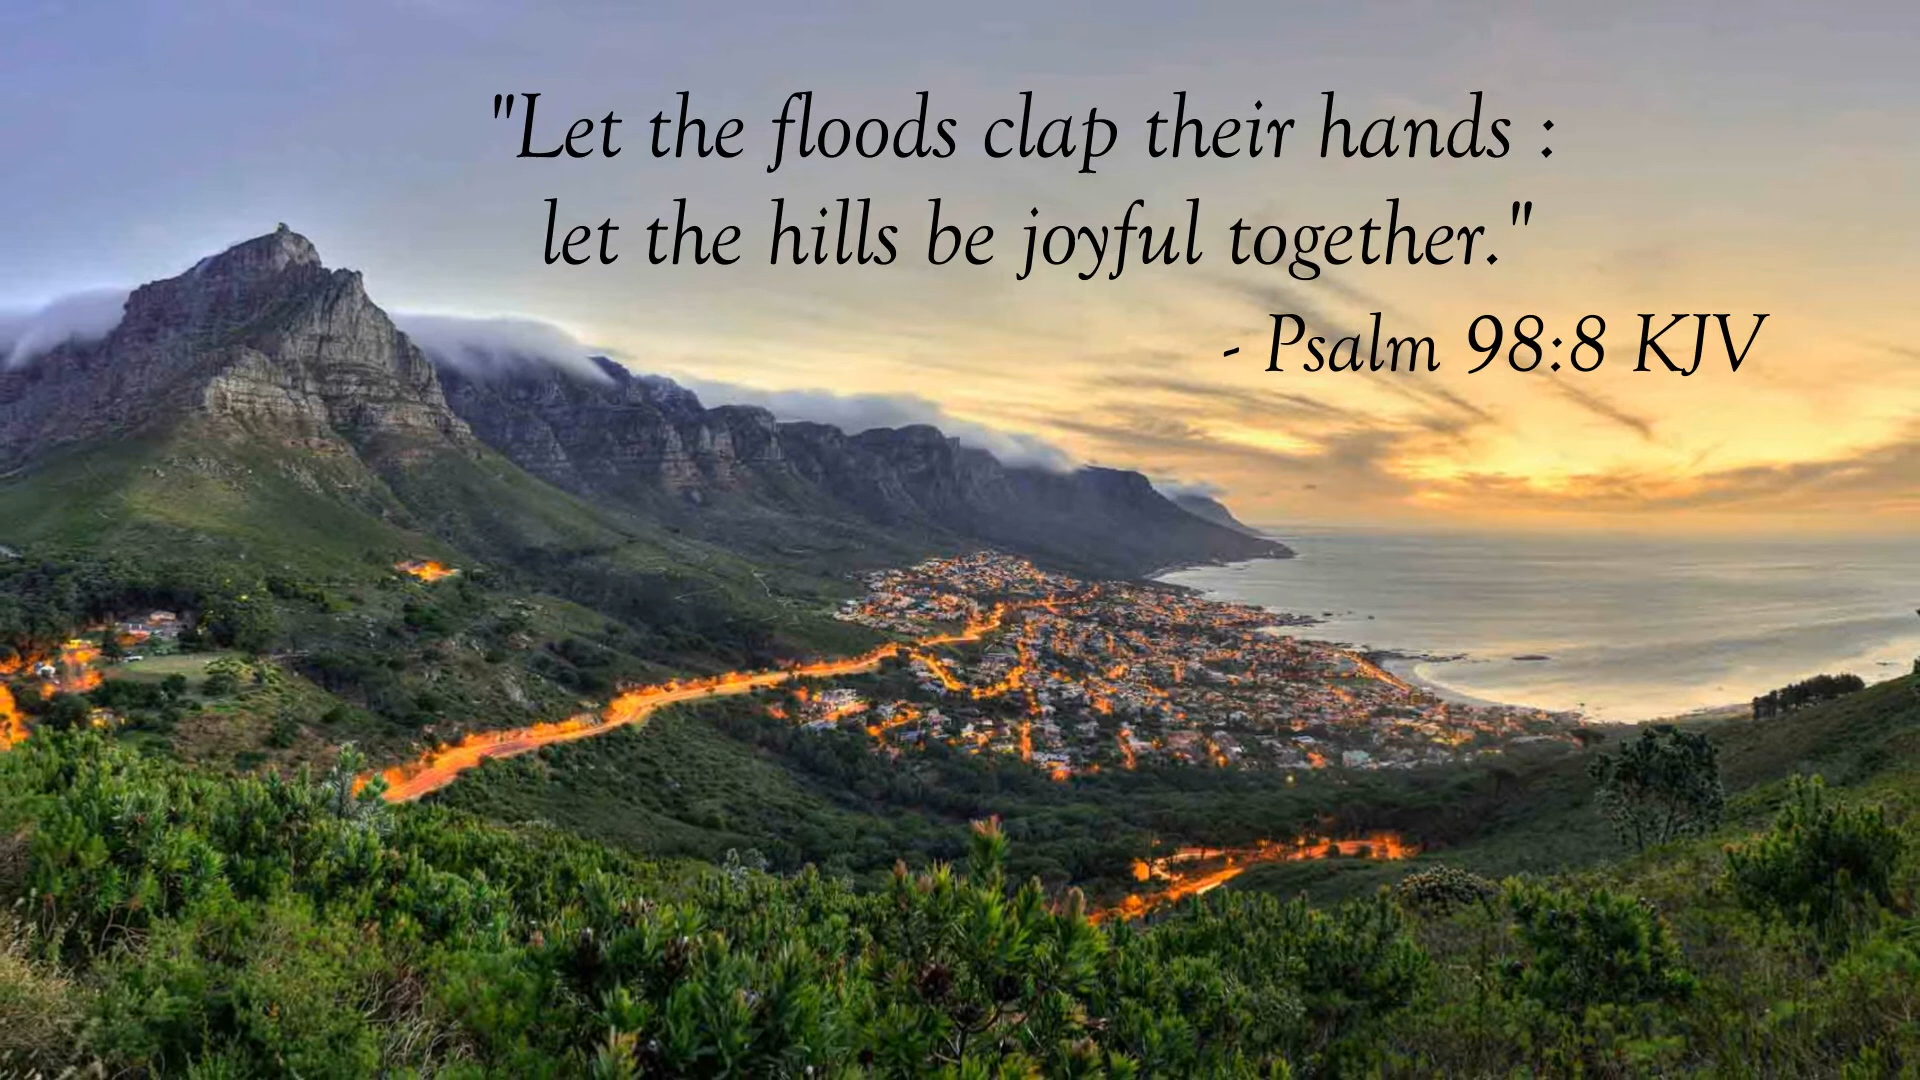 "Let the floods clap their hands :
let the hills be joyful together."
- Psalm 98:8 KJV